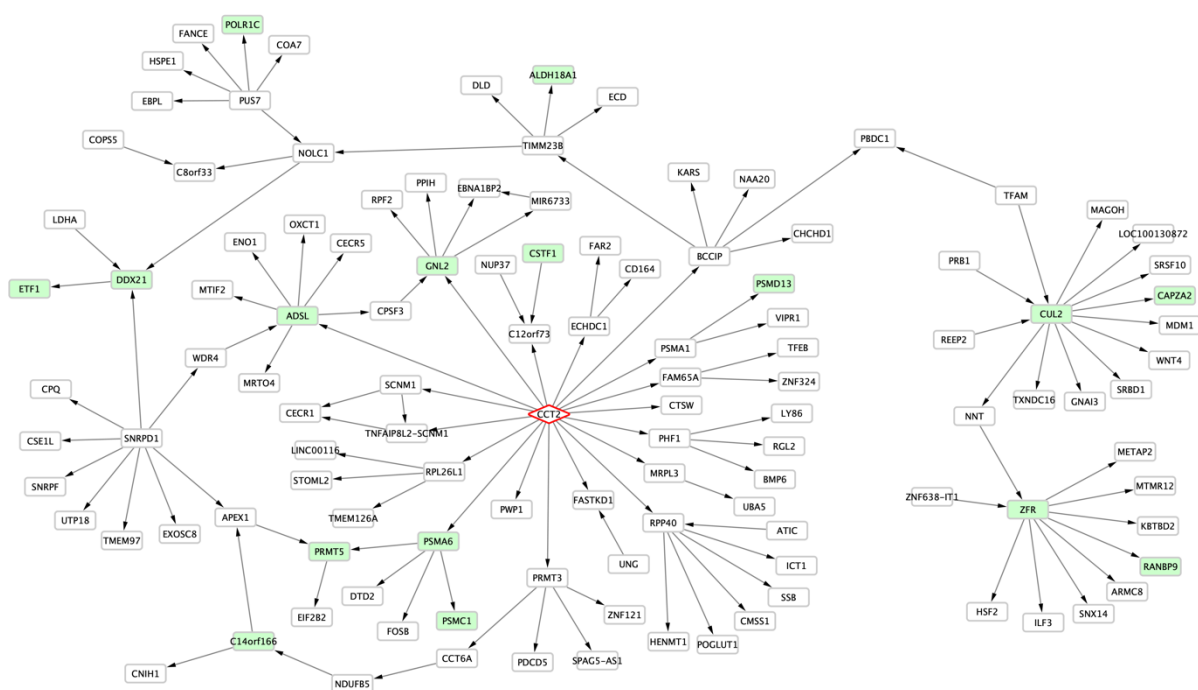 POLR1C
FANCE
COA7
HSPE1
EBPL
PUS7
ALDH18A1
DLD
ECD
COPS5
NOLC1
TIMM23B
C8orf33
PBDC1
KARS
NAA20
PPIH
EBNA1BP2
RPF2
MIR6733
TFAM
MAGOH
LOC100130872
LDHA
OXCT1
ENO1
CECR5
NUP37
CSTF1
FAR2
CD164
BCCIP
CHCHD1
PRB1
SRSF10
GNL2
DDX21
ETF1
MTIF2
ADSL
CPSF3
C12orf73
ECHDC1
PSMD13
VIPR1
CAPZA2
CUL2
MDM1
REEP2
WDR4
MRTO4
PSMA1
TFEB
FAM65A
ZNF324
WNT4
SRBD1
GNAI3
TXNDC16
CPQ
SCNM1
CECR1
TNFAIP8L2-SCNM1
CCT2
CTSW
LY86
NNT
CSE1L
SNRPD1
LINC00116
STOML2
RPL26L1
PHF1
RGL2
BMP6
MRPL3
UBA5
METAP2
MTMR12
SNRPF
UTP18
TMEM97
EXOSC8
APEX1
TMEM126A
PWP1
FASTKD1
RPP40
ATIC
ZNF638-IT1
ZFR
KBTBD2
PRMT5
PSMA6
UNG
ICT1
RANBP9
EIF2B2
DTD2
FOSB
PSMC1
PRMT3
ZNF121
SSB
CMSS1
ARMC8
SNX14
ILF3
HSF2
C14orf166
CNIH1
NDUFB5
CCT6A
PDCD5
SPAG5-AS1
HENMT1
POGLUT1